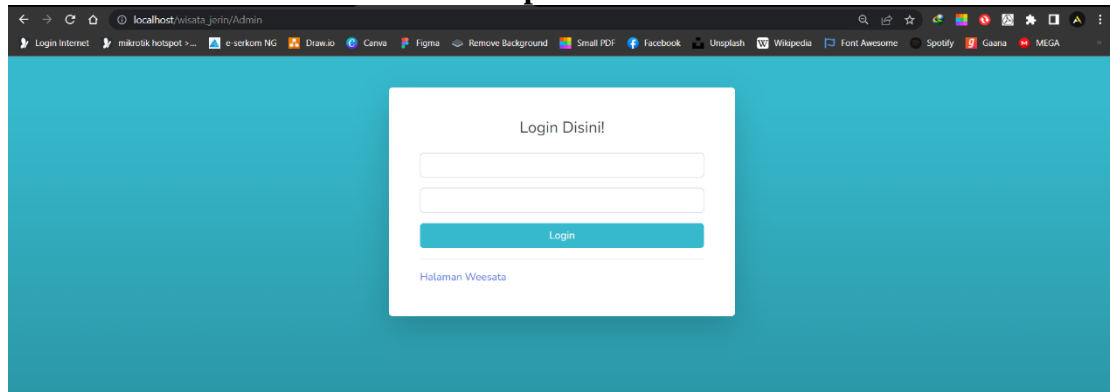 localhost/wisata_jerin/Admin
Login Internet mikrotik hotspot >... e-serkom NG Draw.io Canva Figma Remove Background Small PDF Facebook Unsplash Wikipedia Font Awesome Spotify Gaana MEGA
Login Disini!
Login
Halaman Weesata